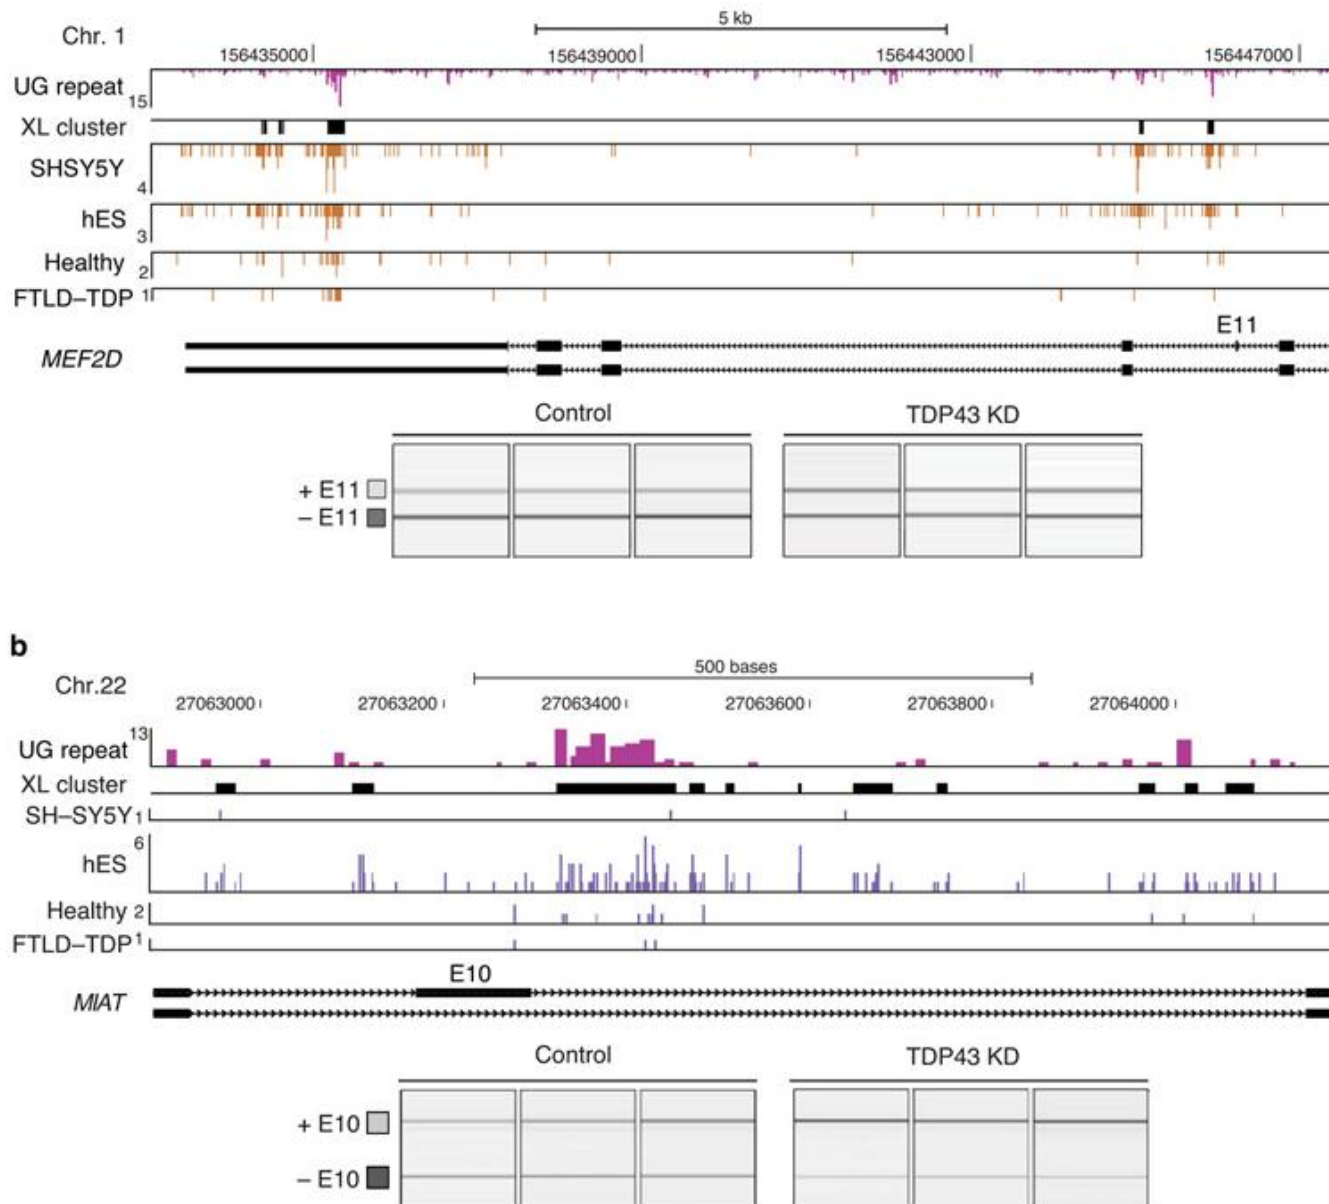 5 kb
Chr. 1
156435000 156439000 156443000 156447000
UG repeat 15
XL cluster
SHSY5Y 4
hES 3
Healthy 2
FTLD–TDP 1
E11
MEF2D
Control TDP43 KD
+ E11
– E11
b
500 bases
Chr.22
27063000 27063200 27063400 27063600 27063800 27064000
UG repeat 13
XL cluster
SH–SY5Y 1
hES 6
Healthy 2
FTLD–TDP 1
E10
MIAT
Control TDP43 KD
+ E10
– E10